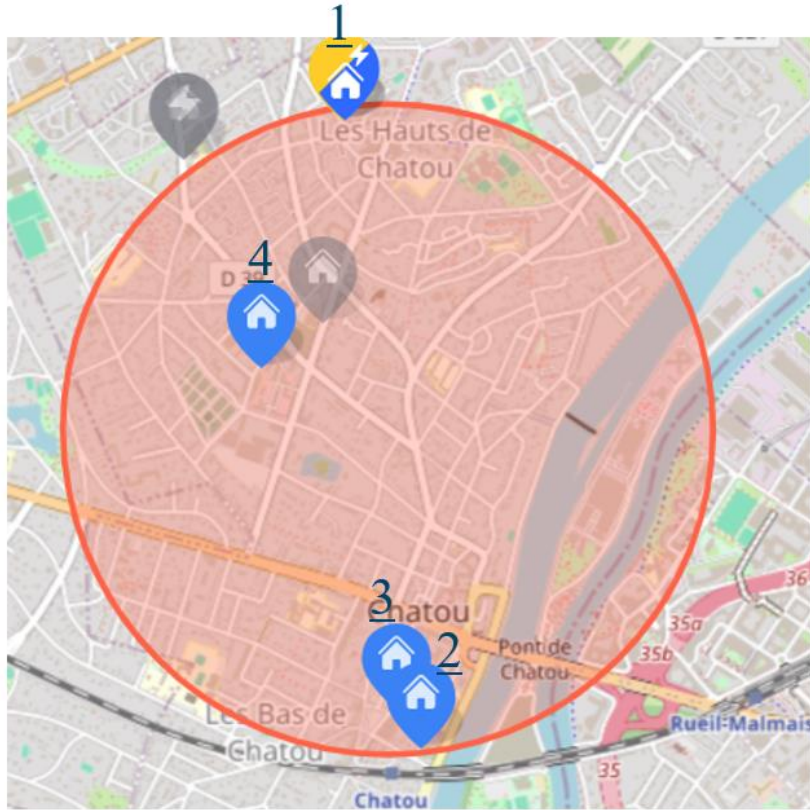 1
Les Hauts de
Chatou
4
D 39
3
Chatou
2
Pont de
Chatou
36
35a
35b
Les Bas de
Chatou
Rueil-Malmais
35
Chatou